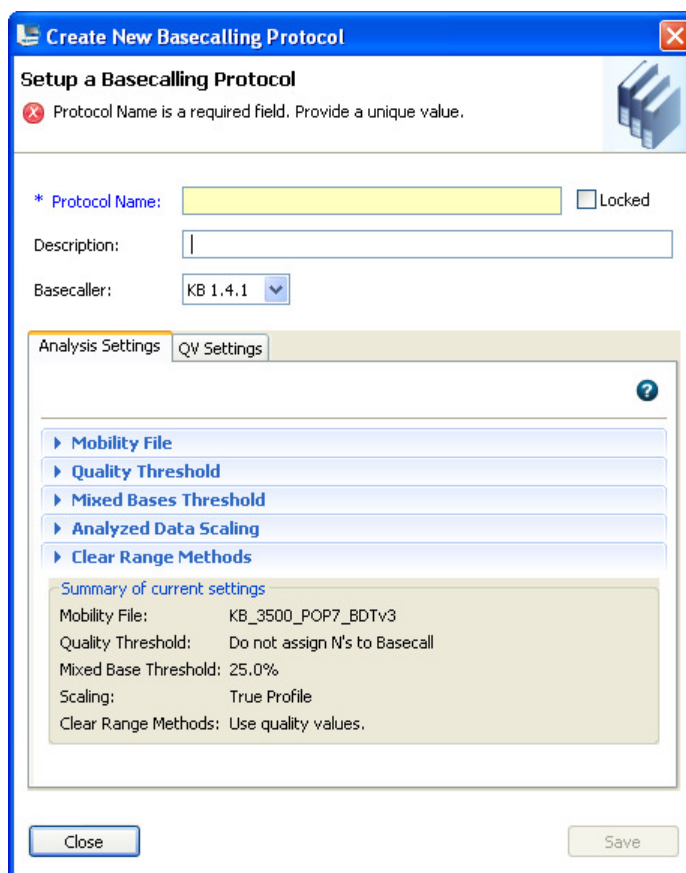 Create New Basecalling Protocol
Setup a Basecalling Protocol
Protocol Name is a required field. Provide a unique value.
* Protocol Name: Locked
Description:
Basecaller: KB 1.4.1
Analysis Settings QV Settings
Mobility File
Quality Threshold
Mixed Bases Threshold
Analyzed Data Scaling
Clear Range Methods
Summary of current settings
Mobility File: KB_3500_POP7_BDTv3
Quality Threshold: Do not assign N's to Basecall
Mixed Base Threshold: 25.0%
Scaling: True Profile
Clear Range Methods: Use quality values.
Close Save